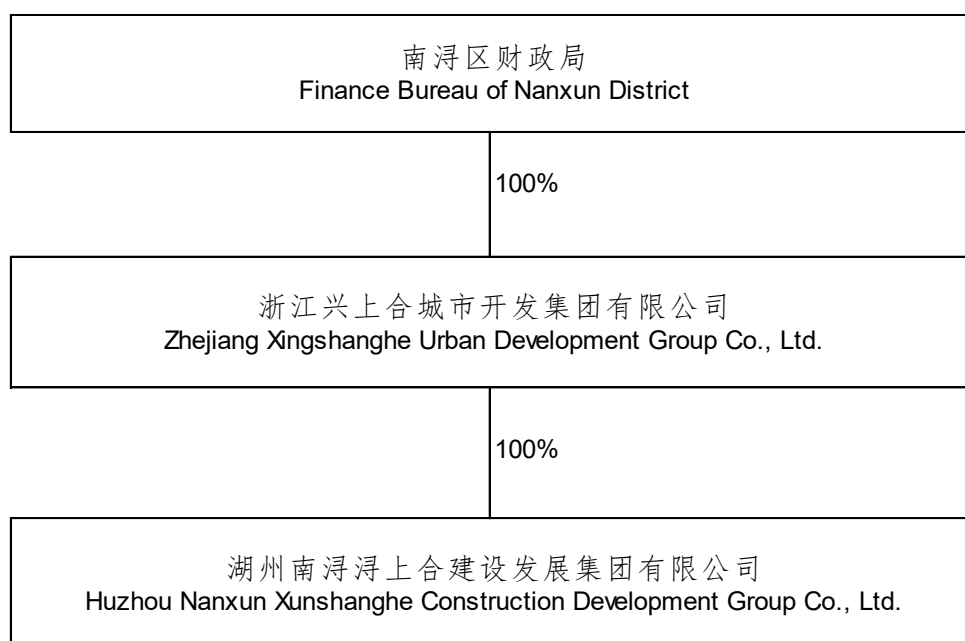 南浔区财政局
Finance Bureau of Nanxun District
100%
浙江兴上合城市开发集团有限公司
Zhejiang Xingshanghe Urban Development Group Co., Ltd.
100%
湖州南浔浔上合建设发展集团有限公司
Huzhou Nanxun Xunshanghe Construction Development Group Co., Ltd.